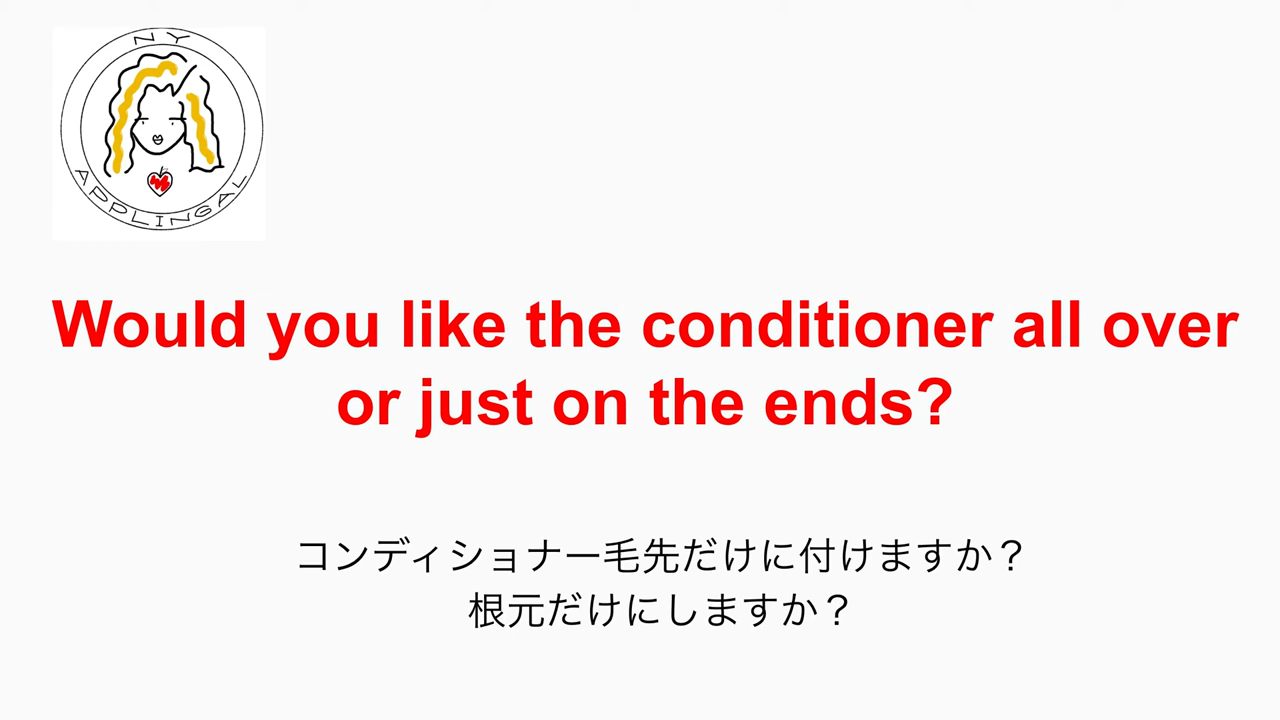 NY
APPLINGAL
Would you like the conditioner all over
or just on the ends?
コンディショナー毛先だけに付けますか？
根元だけにしますか？